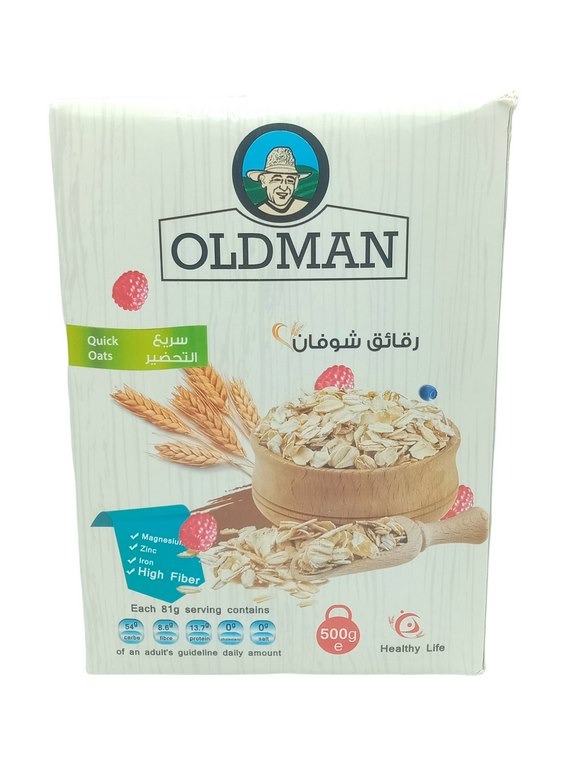 OLDMAN
رقائق شوفان
Quick
Oats
سريع
التحضير
Magnesium
Zinc
Iron
High Fiber
Each 81g serving contains
54g
carbs
8.6g
fibre
13.7g
protein
0g
0g
salt
of an adult's guideline daily amount
500g
e
Healthy Life